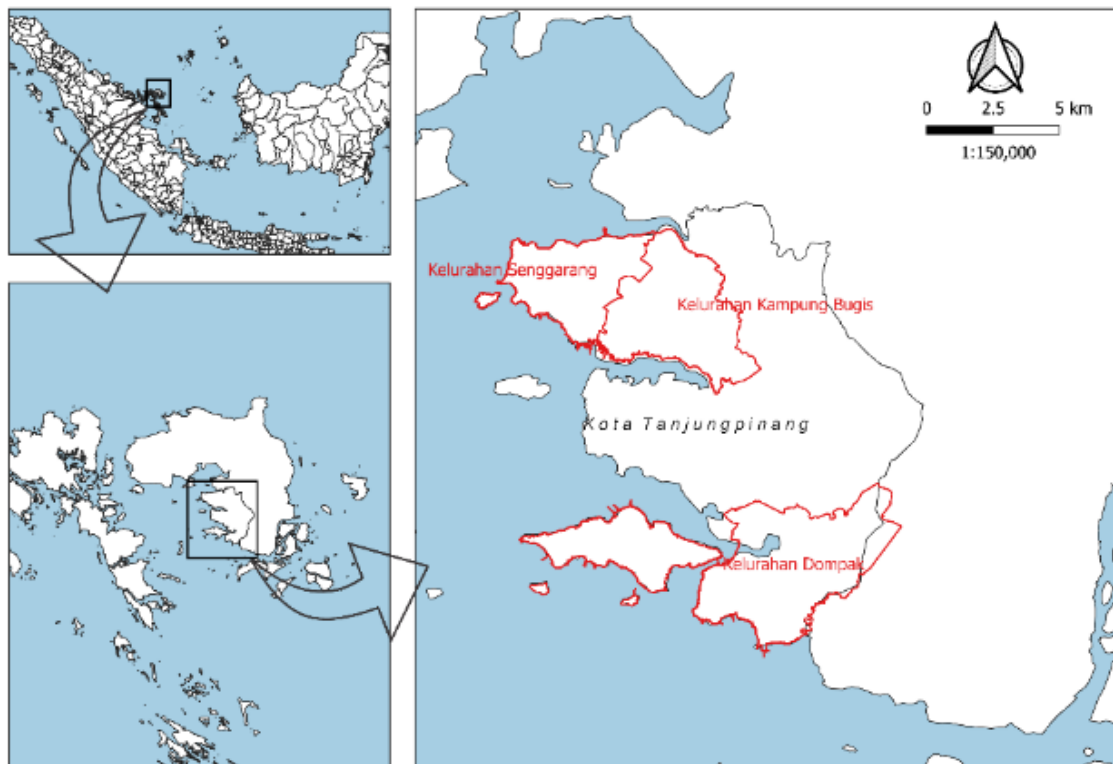 0 2.5 5 km
1:150,000
Kelurahan Senggarang
Kelurahan Kampung Bugis
Kota Tanjungpinang
Kelurahan Dompak